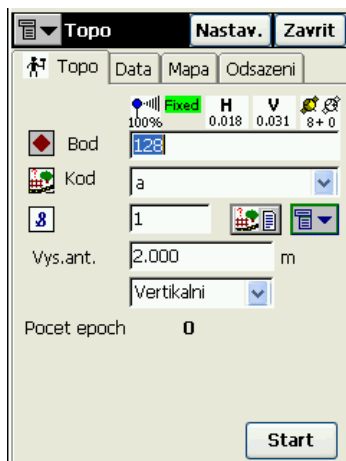 Topo Nastav. Zavrit
Topo Data Mapa Odsazeni
Fixed H V
100% 0.018 0.031 8+0
Bod 128
Kod a
1
Vys.ant. 2.000 m
Vertikalni
Pocet epoch 0
Start